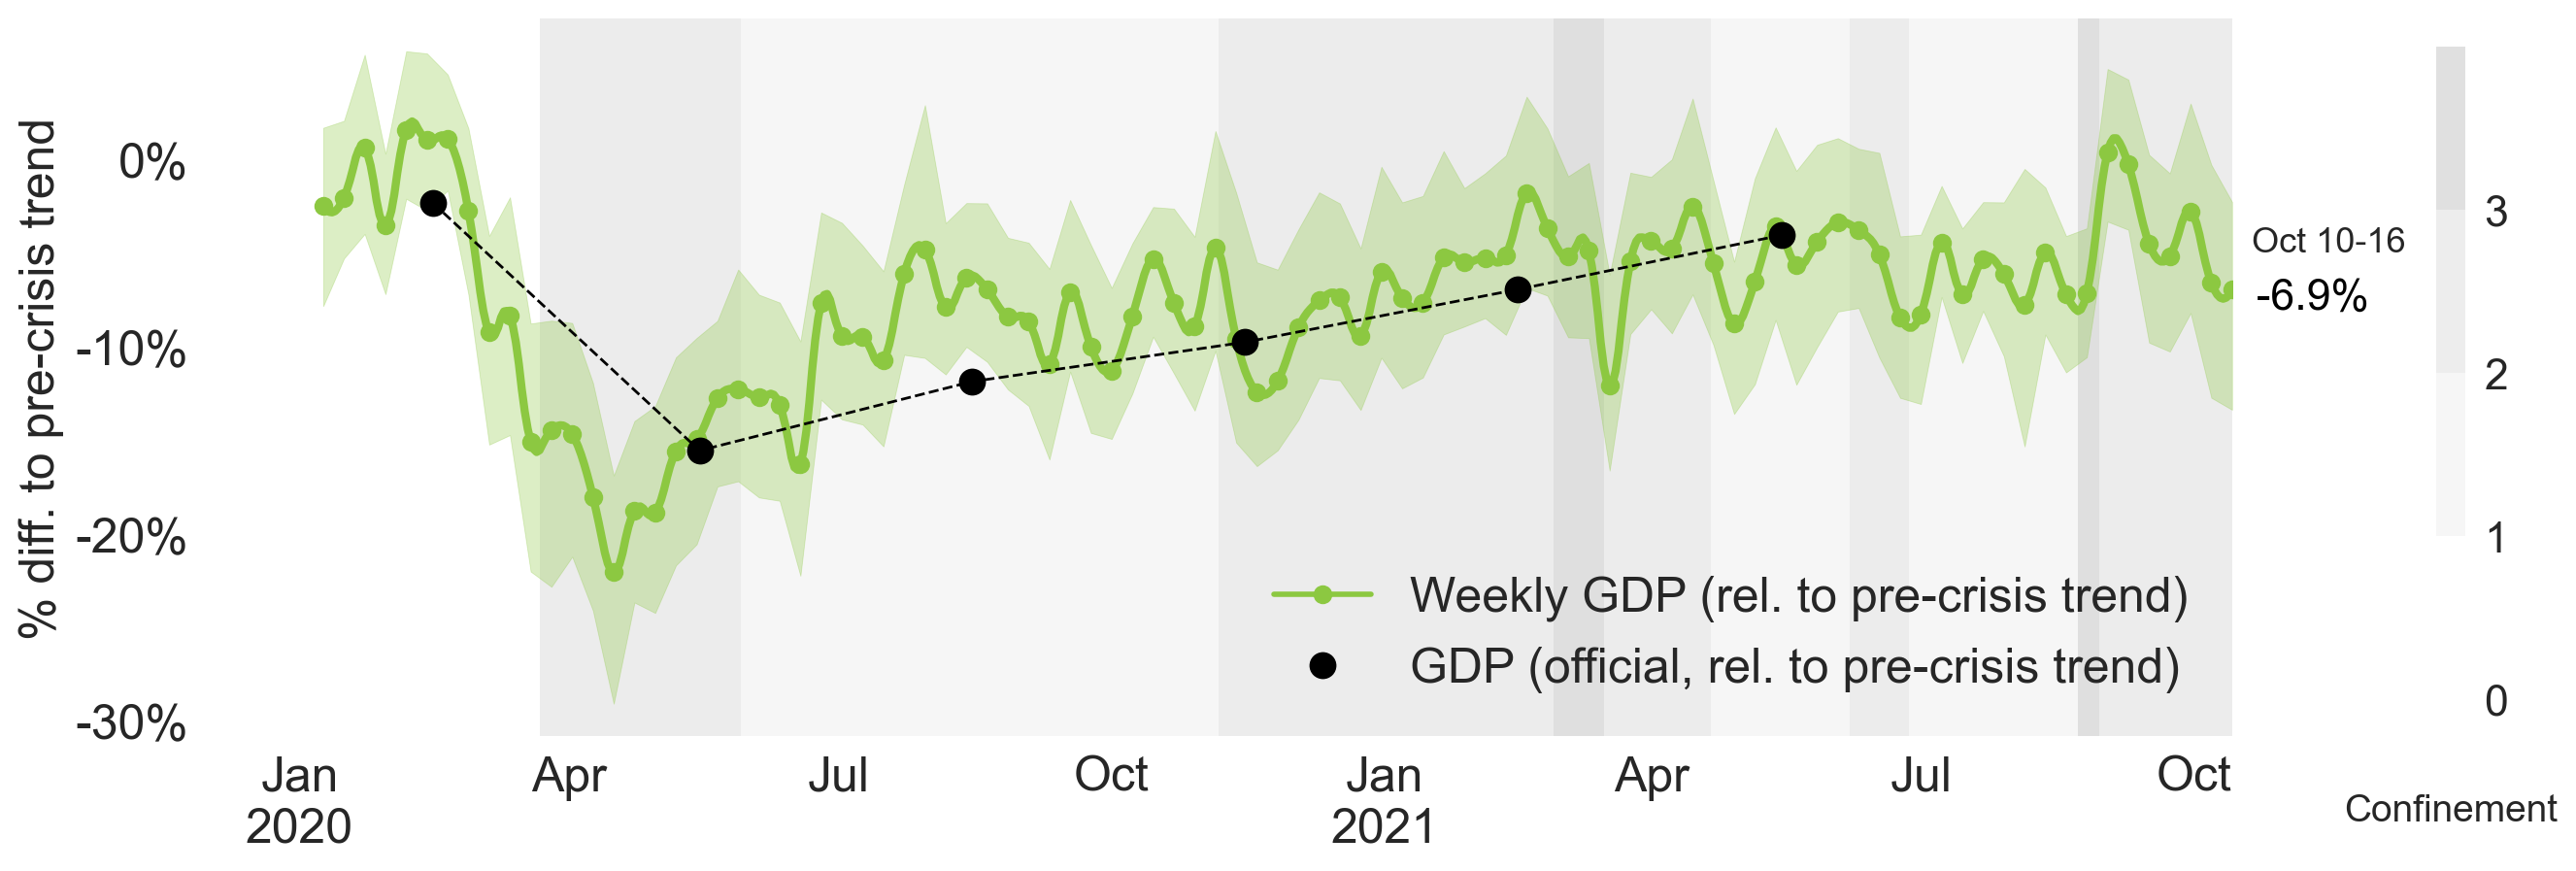 % diff. to pre-crisis trend
0%
-10%
-20%
-30%
Jan
2020
Apr
Jul
Oct
Jan
2021
Apr
Jul
Oct
Weekly GDP (rel. to pre-crisis trend)
GDP (official, rel. to pre-crisis trend)
Oct 10-16
-6.9%
3
2
1
0
Confinement